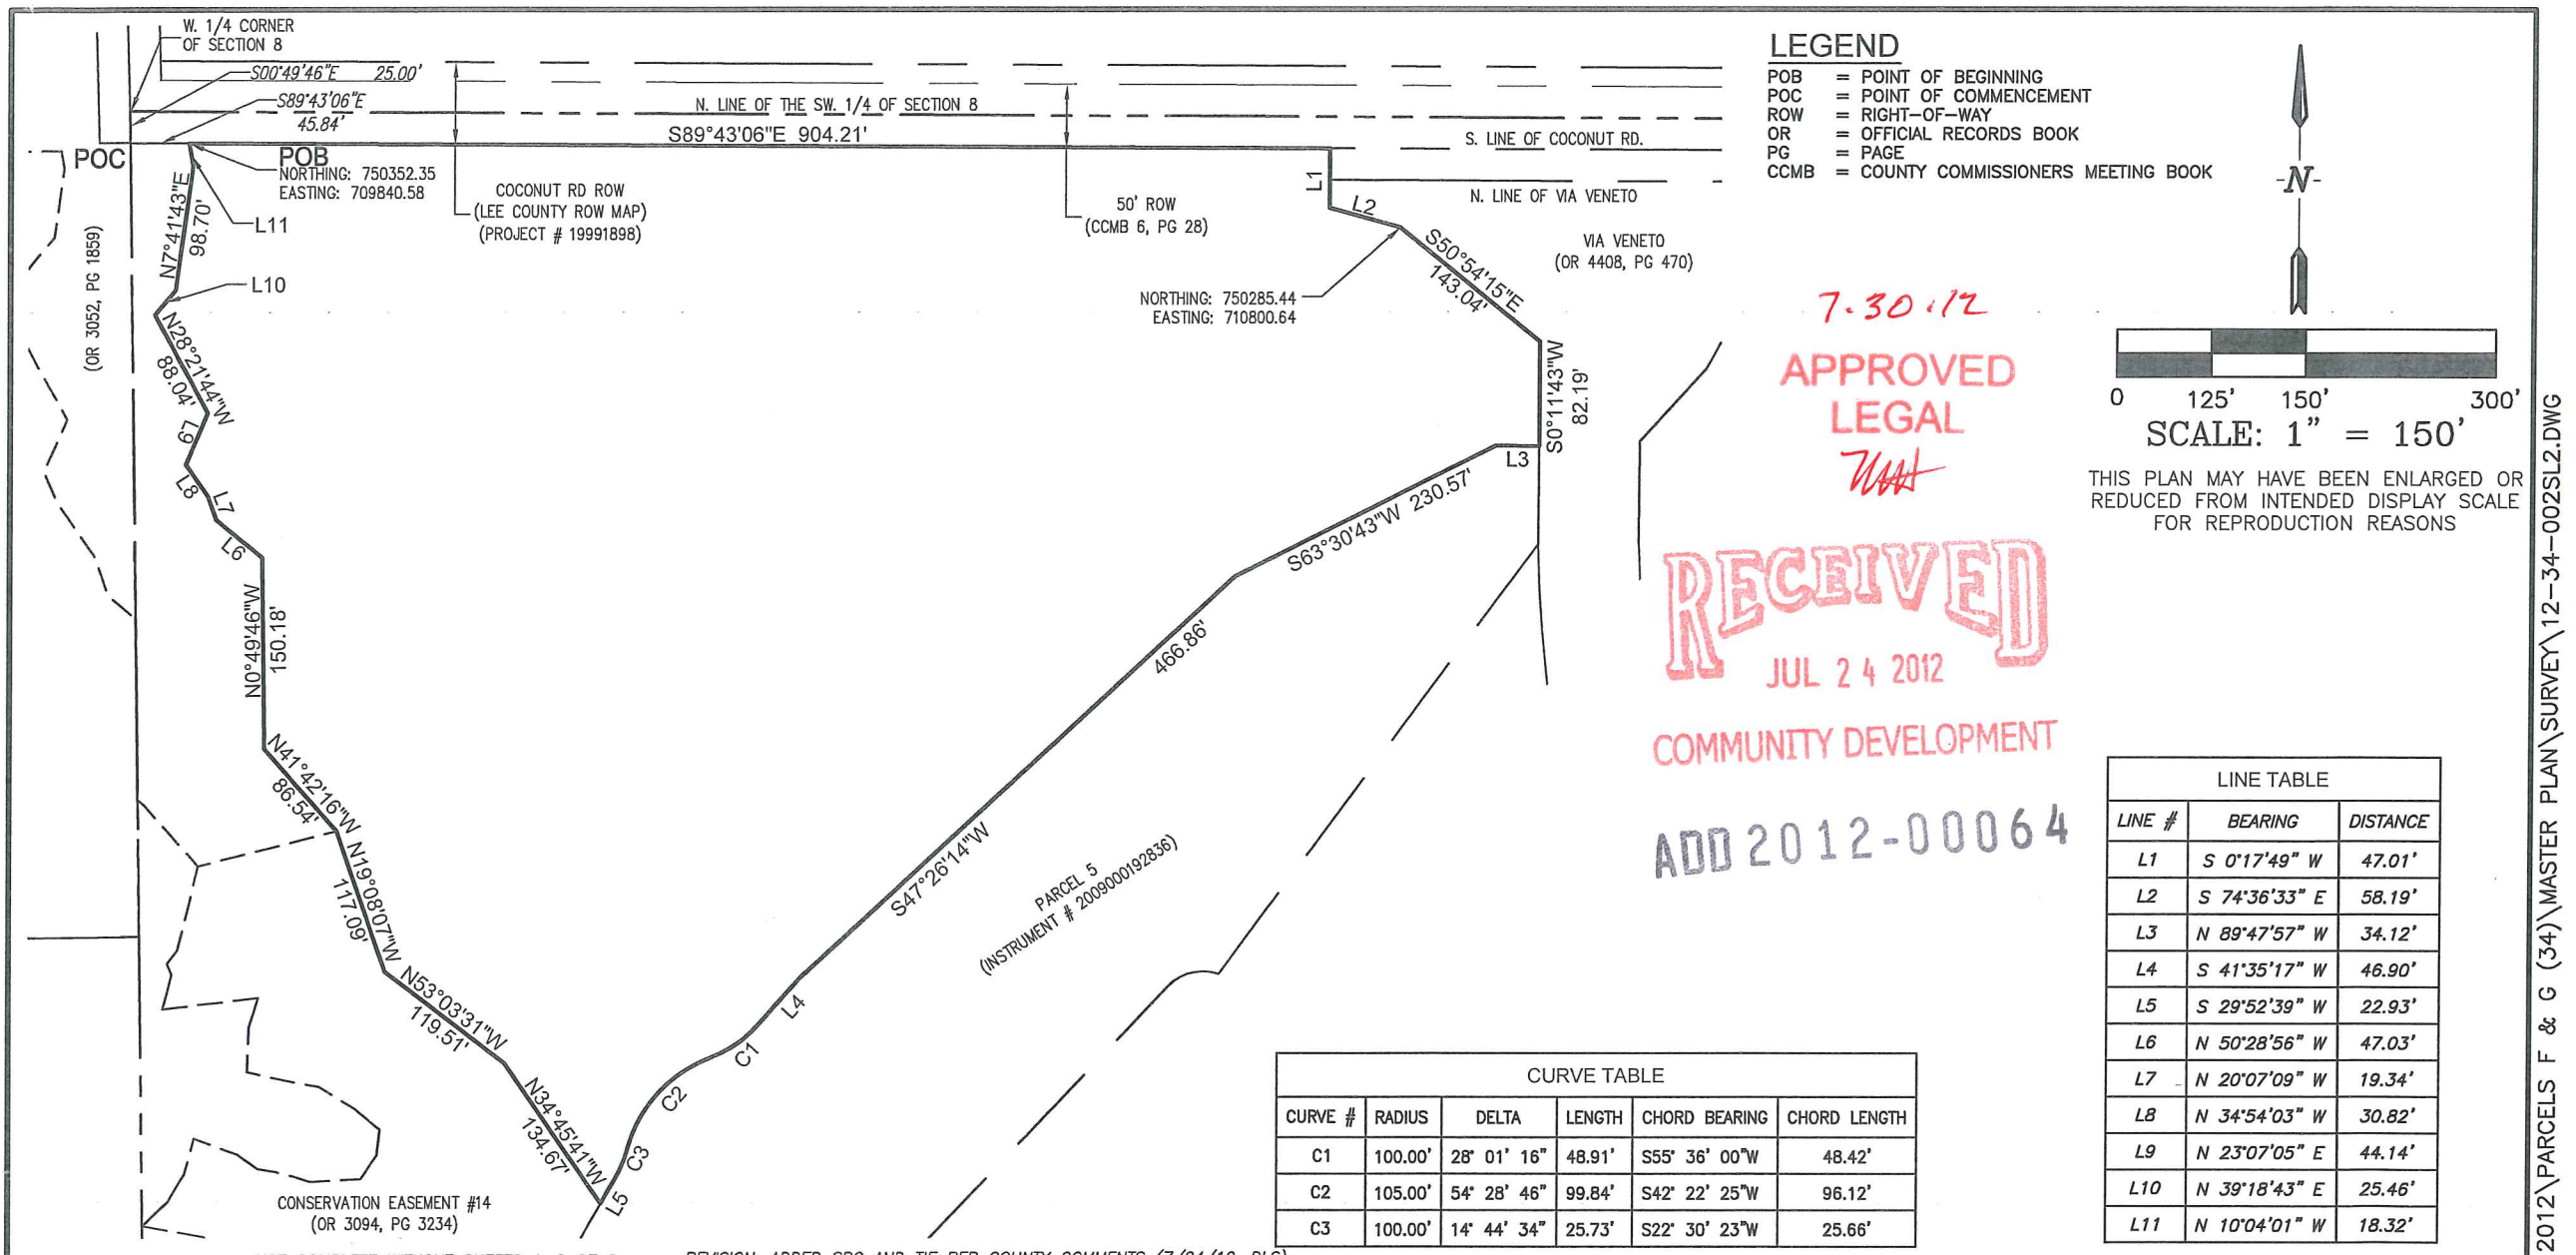 W. 1/4 CORNER
OF SECTION 8
S00°49'46"E 25.00'
S89°43'06"E
45.84'
N. LINE OF THE SW. 1/4 OF SECTION 8
S89°43'06"E 904.21'
S. LINE OF COCONUT RD.
POC
POB
NORTHING: 750352.35
EASTING: 709840.58
COCONUT RD ROW
(LEE COUNTY ROW MAP)
(PROJECT # 19991898)
50' ROW
(CCMB 6, PG 28)
L1
N. LINE OF VIA VENETO
L2
VIA VENETO
(OR 4408, PG 470)
NORTHING: 750285.44
EASTING: 710800.64
S50°54'15"E
143.04'
S0°11'43"W
82.19'
L3
S63°30'43"W 230.57'
466.86'
S47°26'14"W
L4
C1
C2
C3
L5
N34°45'41"W
134.67'
N53°03'31"W
119.51'
N19°08'07"W
117.09'
N41°42'16"W
86.54'
N0°49'46"W
150.18'
L6
L7
L8
L9
N28°21'44"W
88.04'
L10
N7°41'43"E
98.70'
L11
(OR 3052, PG 1859)
PARCEL 5
(INSTRUMENT # 2009000192836)
CONSERVATION EASEMENT #14
(OR 3094, PG 3234)
LEGEND
POB = POINT OF BEGINNING
POC = POINT OF COMMENCEMENT
ROW = RIGHT-OF-WAY
OR = OFFICIAL RECORDS BOOK
PG = PAGE
CCMB = COUNTY COMMISSIONERS MEETING BOOK
N
0 125' 150' 300'
SCALE: 1" = 150'
THIS PLAN MAY HAVE BEEN ENLARGED OR
REDUCED FROM INTENDED DISPLAY SCALE
FOR REPRODUCTION REASONS
7.30.12
APPROVED
LEGAL
RECEIVED
JUL 24 2012
COMMUNITY DEVELOPMENT
ADD 2012-00064
LINE TABLE
LINE # BEARING DISTANCE
L1 S 0°17'49" W 47.01'
L2 S 74°36'33" E 58.19'
L3 N 89°47'57" W 34.12'
L4 S 41°35'17" W 46.90'
L5 S 29°52'39" W 22.93'
L6 N 50°28'56" W 47.03'
L7 N 20°07'09" W 19.34'
L8 N 34°54'03" W 30.82'
L9 N 23°07'05" E 44.14'
L10 N 39°18'43" E 25.46'
L11 N 10°04'01" W 18.32'
CURVE TABLE
CURVE # RADIUS DELTA LENGTH CHORD BEARING CHORD LENGTH
C1 100.00' 28° 01' 16" 48.91' S55° 36' 00"W 48.42'
C2 105.00' 54° 28' 46" 99.84' S42° 22' 25"W 96.12'
C3 100.00' 14° 44' 34" 25.73' S22° 30' 23"W 25.66'
2012\PARCELS F & G (34)\MASTER PLAN\SURVEY\12-34-002SL2.DWG